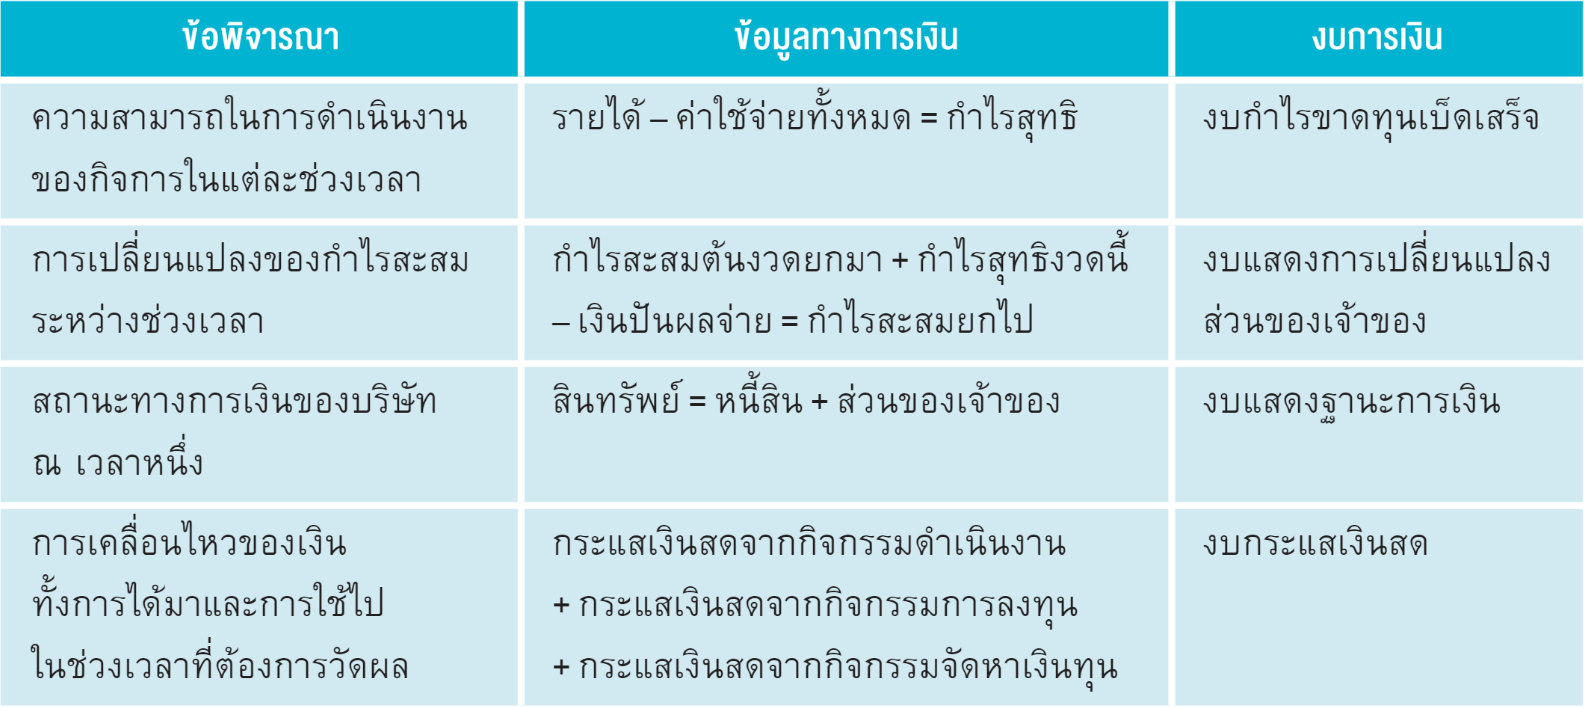 ข้อพิจารณา
ข้อมูลทางการเงิน
งบการเงิน
ความสามารถในการดำเนินงาน
ของกิจการในแต่ละช่วงเวลา
รายได้ – ค่าใช้จ่ายทั้งหมด = กำไรสุทธิ
งบกำไรขาดทุนเบ็ดเสร็จ
การเปลี่ยนแปลงของกำไรสะสม
ระหว่างช่วงเวลา
กำไรสะสมต้นงวดยกมา + กำไรสุทธิงวดนี้
– เงินปันผลจ่าย = กำไรสะสมยกไป
งบแสดงการเปลี่ยนแปลง
ส่วนของเจ้าของ
สถานะทางการเงินของบริษัท
ณ เวลาหนึ่ง
สินทรัพย์ = หนี้สิน + ส่วนของเจ้าของ
งบแสดงฐานะการเงิน
การเคลื่อนไหวของเงิน
ทั้งการได้มาและการใช้ไป
ในช่วงเวลาที่ต้องการวัดผล
กระแสเงินสดจากกิจกรรมดำเนินงาน
+ กระแสเงินสดจากกิจกรรมการลงทุน
+ กระแสเงินสดจากกิจกรรมจัดหาเงินทุน
งบกระแสเงินสด